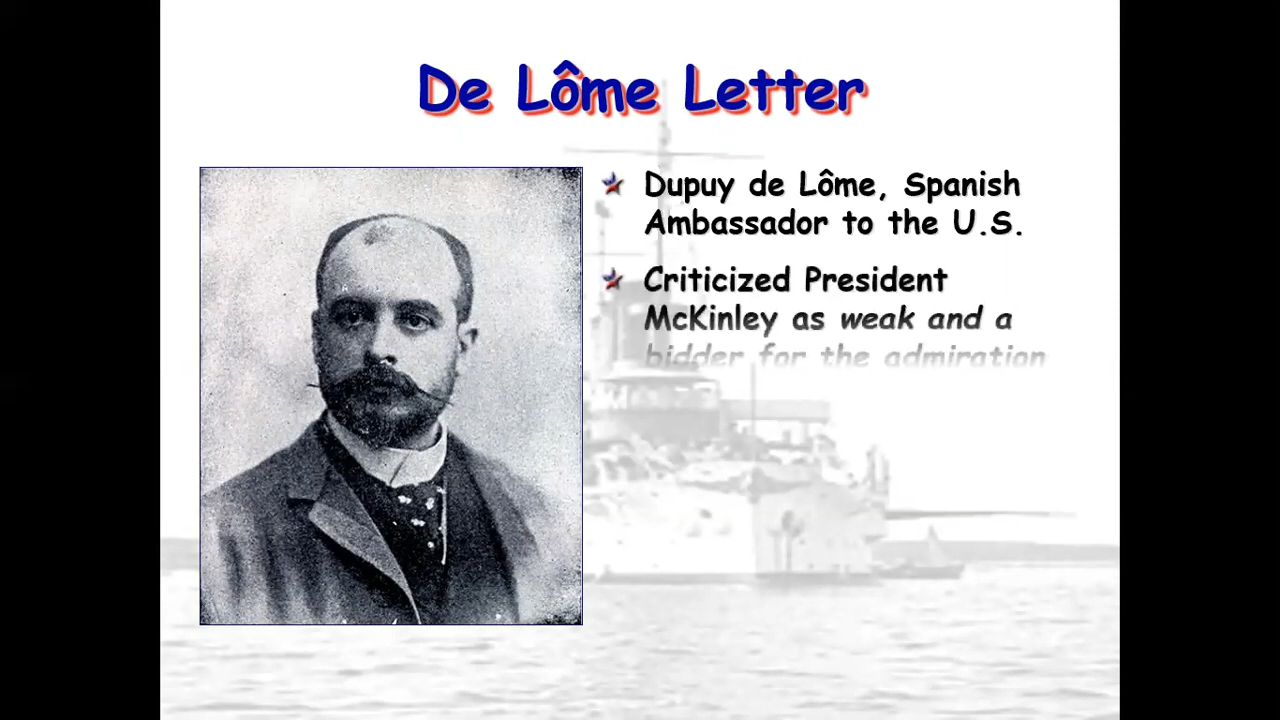 De Lôme Letter
Dupuy de Lôme, Spanish
Ambassador to the U.S.
Criticized President
McKinley as weak and a
bidder for the admiration